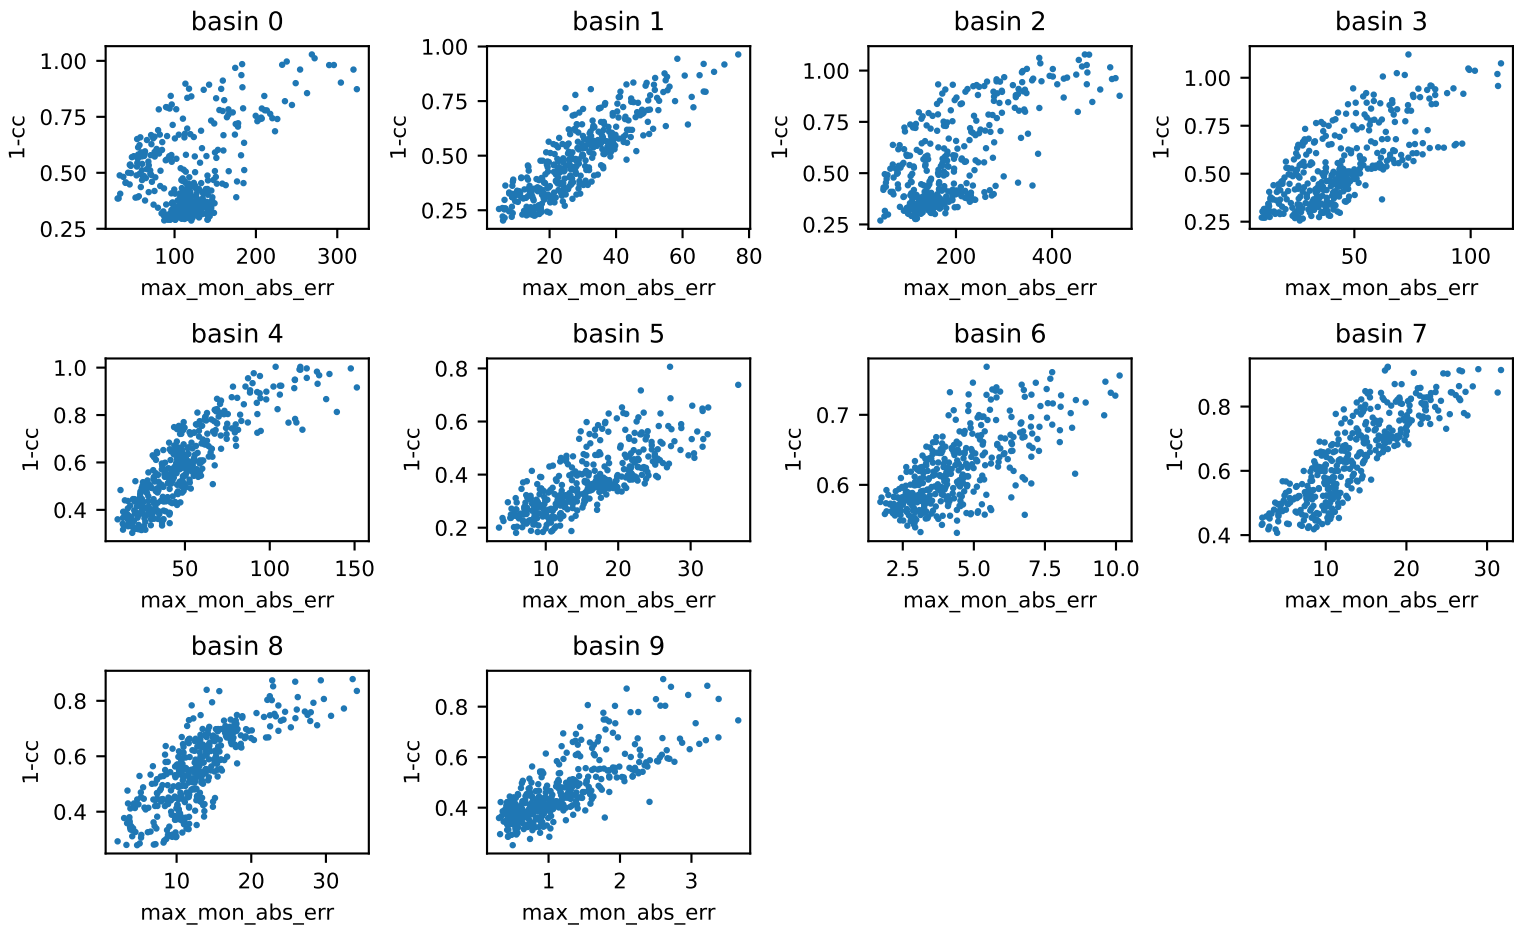 basin 0
1-cc
1.00
0.75
0.50
0.25
100 200 300
max_mon_abs_err
basin 1
1-cc
1.00
0.75
0.50
0.25
20 40 60 80
max_mon_abs_err
basin 2
1-cc
1.00
0.75
0.50
0.25
200 400
max_mon_abs_err
basin 3
1-cc
1.00
0.75
0.50
0.25
50 100
max_mon_abs_err
basin 4
1-cc
1.0
0.8
0.6
0.4
50 100 150
max_mon_abs_err
basin 5
1-cc
0.8
0.6
0.4
0.2
10 20 30
max_mon_abs_err
basin 6
1-cc
0.7
0.6
2.5 5.0 7.5 10.0
max_mon_abs_err
basin 7
1-cc
0.8
0.6
0.4
10 20 30
max_mon_abs_err
basin 8
1-cc
0.8
0.6
0.4
10 20 30
max_mon_abs_err
basin 9
1-cc
0.8
0.6
0.4
1 2 3
max_mon_abs_err